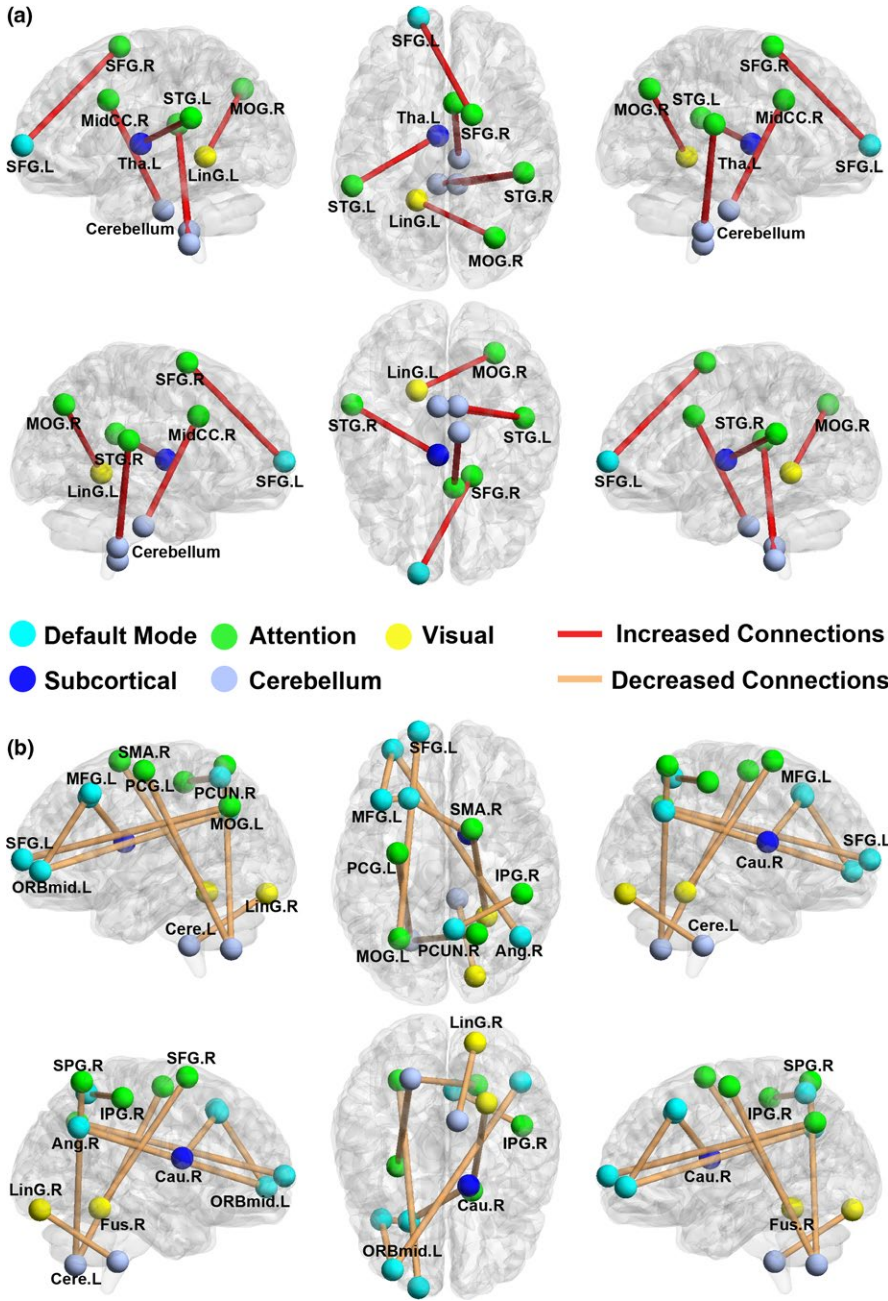 (a)
SFG.R
STG.L
MOG.R
MidCC.R
SFG.L
Tha.L
LinG.L
Cerebellum
SFG.L
Tha.L
SFG.R
STG.L
STG.R
LinG.L
MOG.R
SFG.R
MOG.R
STG.L
MidCC.R
Tha.L
SFG.L
Cerebellum
SFG.R
MOG.R
MidCC.R
STG.R
LinG.L
SFG.L
Cerebellum
LinG.L
MOG.R
STG.R
STG.L
SFG.R
STG.R
MOG.R
SFG.L
LinG.L
Default Mode
Attention
Visual
Increased Connections
Subcortical
Cerebellum
Decreased Connections
(b)
SMA.R
MFG.L
PCG.L
PCUN.R
MOG.L
SFG.L
ORBmid.L
LinG.R
Cere.L
SFG.L
MFG.L
SMA.R
PCG.L
IPG.R
MOG.L
PCUN.R
Ang.R
MFG.L
SFG.L
Cau.R
Cere.L
SPG.R
SFG.R
IPG.R
Ang.R
Cau.R
LinG.R
ORBmid.L
Fus.R
Cere.L
LinG.R
IPG.R
Cau.R
ORBmid.L
SPG.R
IPG.R
Cau.R
Fus.R